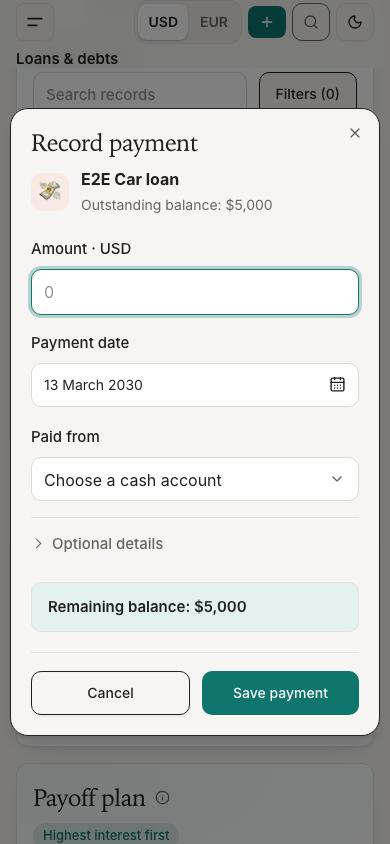 USD
EUR
Loans & debts
Search records
Filters (0)
Record payment
E2E Car loan
Outstanding balance: $5,000
Amount · USD
0
Payment date
13 March 2030
Paid from
Choose a cash account
Optional details
Remaining balance: $5,000
Cancel
Save payment
Payoff plan
Highest interest first